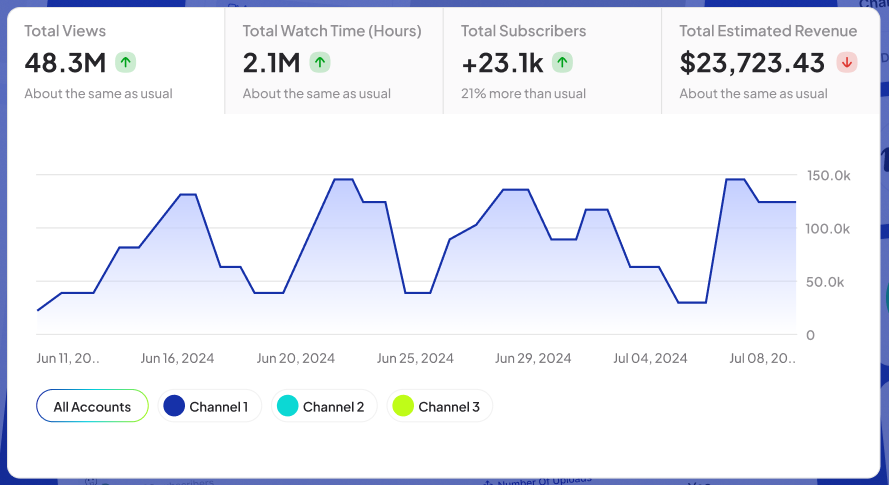 Total Views
48.3M
About the same as usual
Total Watch Time (Hours)
2.1M
About the same as usual
Total Subscribers
+23.1k
21% more than usual
Total Estimated Revenue
$23,723.43
About the same as usual
150.0k
100.0k
50.0k
0
Jun 11, 20.. Jun 16, 2024 Jun 20, 2024 Jun 25, 2024 Jun 29, 2024 Jul 04, 2024 Jul 08, 20..
All Accounts Channel 1 Channel 2 Channel 3
Number Of Uploads